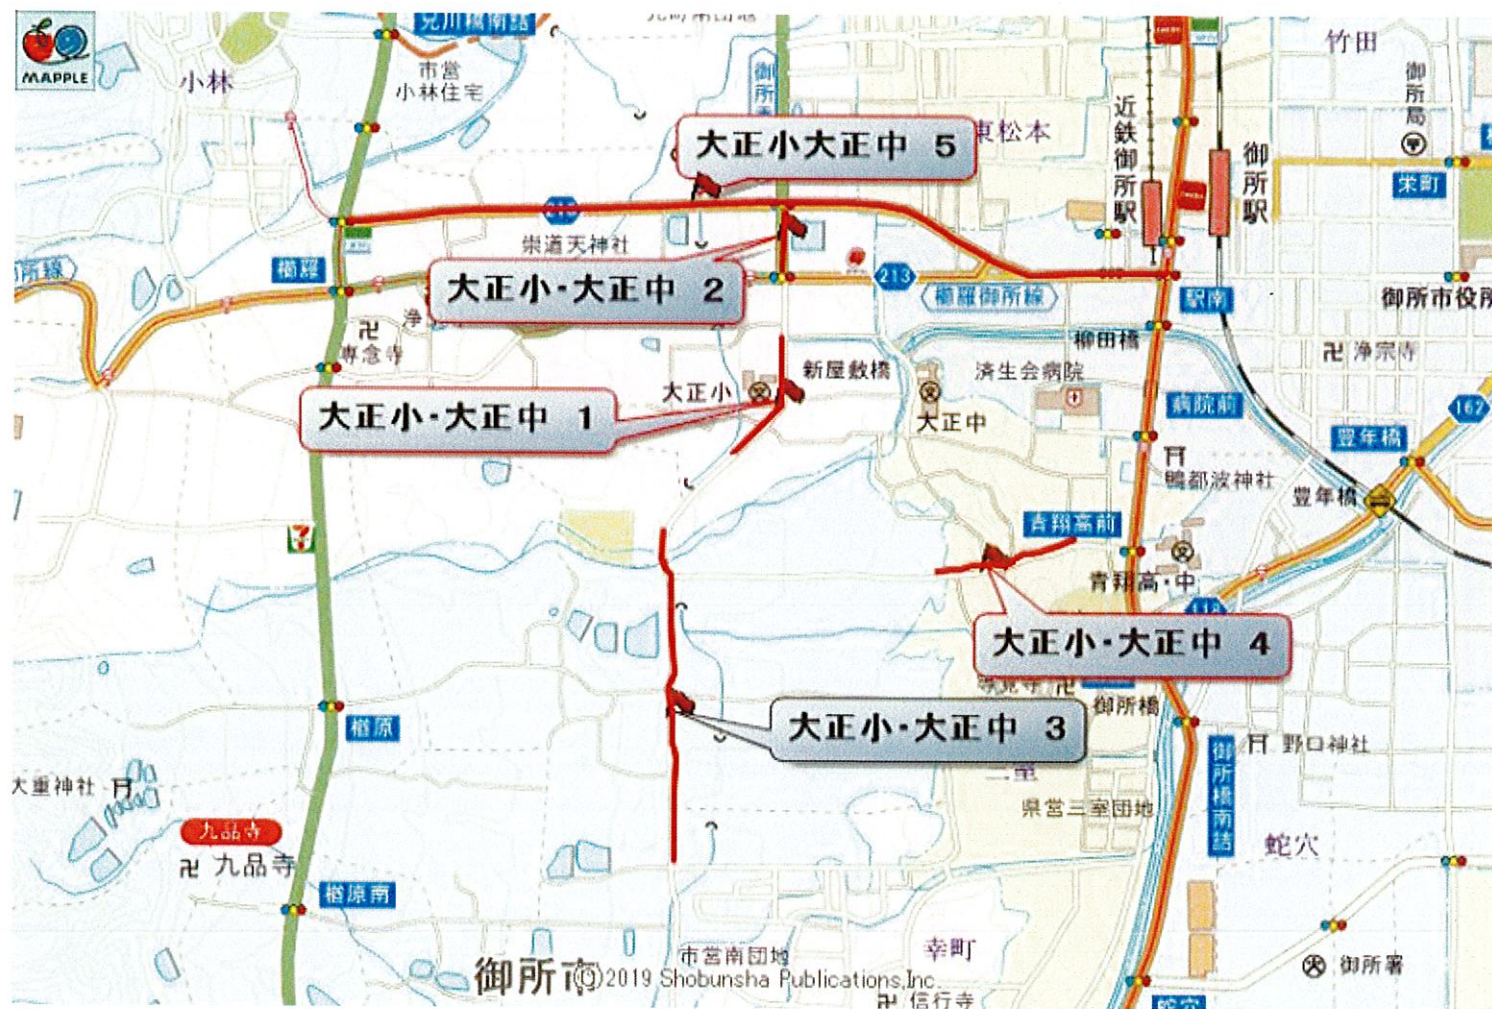 MAPPLE
小林
市営
小林住宅
竹田
御所局
東松本
近鉄御所駅
御所駅
栄町
大正小大正中 5
崇道天神社
櫛羅
大正小・大正中 2
213
櫛羅御所線
駅南
御所市役所
柳田橋
卍 専念寺
新屋敷橋
済生会病院
卍 浄宗寺
大正小
大正小・大正中 1
大正中
病院前
162
豊年橋
鴨都波神社
豊年橋
青翔高前
青翔高・中
118
大正小・大正中 4
御所橋
大正小・大正中 3
楢原
野口神社
御所橋南詰
大重神社
県営三室団地
九品寺
卍 九品寺
蛇穴
楢原南
市営南団地
幸町
御所市
©2019 Shobunsha Publications,Inc.
御所署
卍 信行寺
蛇穴